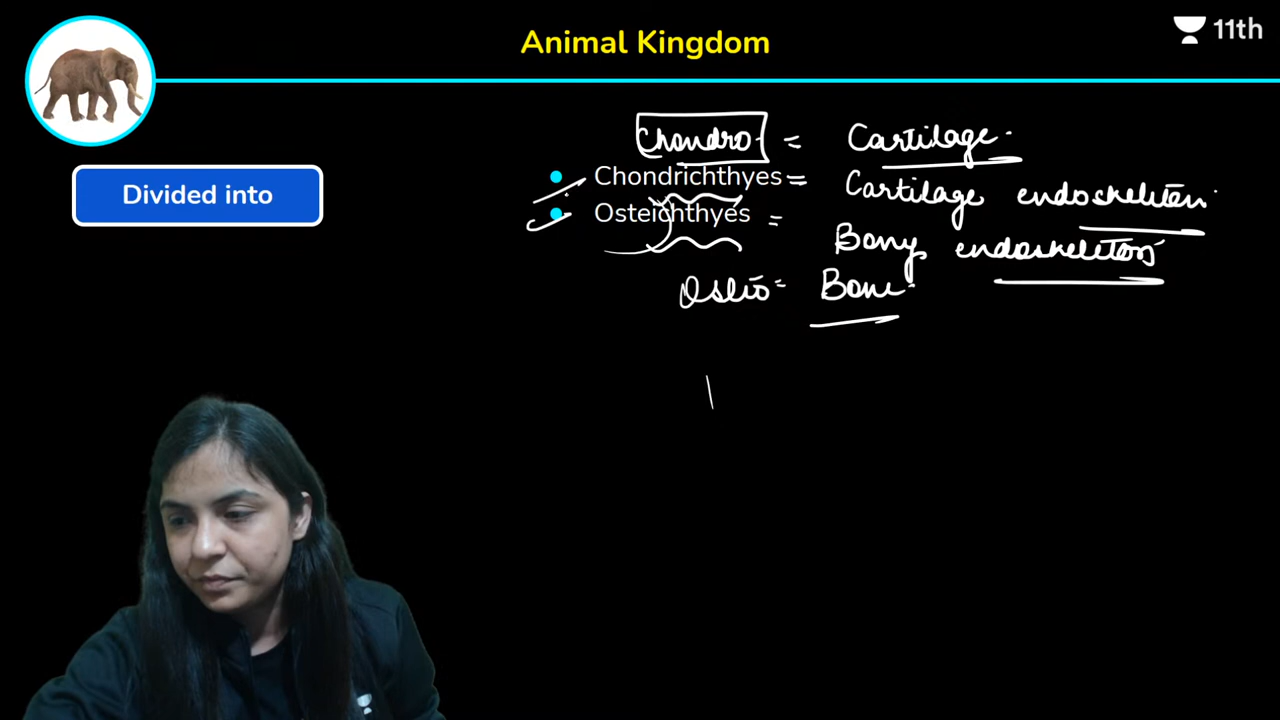 Animal Kingdom
11th
Chondro = Cartilage.
Divided into
Chondrichthyes = Cartilage endoskeleton.
Osteichthyes = Bony endoskeleton
Osteo = Bone.